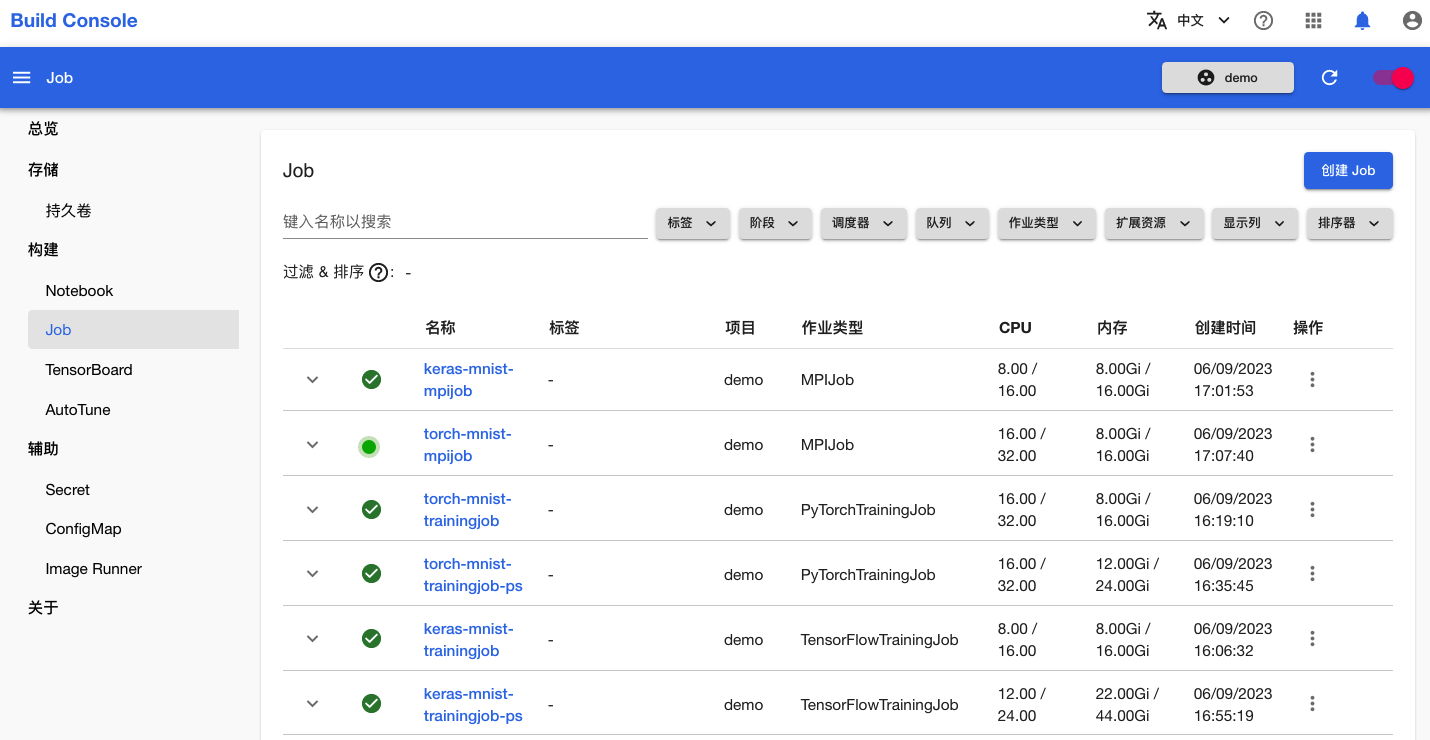 Build Console
中文
Job
demo
总览
存储
持久卷
构建
Notebook
Job
TensorBoard
AutoTune
辅助
Secret
ConfigMap
Image Runner
关于
Job
创建 Job
键入名称以搜索
标签 阶段 调度器 队列 作业类型 扩展资源 显示列 排序器
过滤 & 排序 ?: -
名称 标签 项目 作业类型 CPU 内存 创建时间 操作
keras-mnist- 8.00 / 8.00Gi / 06/09/2023
- demo MPIJob
mpijob 16.00 16.00Gi 17:01:53
torch-mnist- 16.00 / 8.00Gi / 06/09/2023
- demo MPIJob
mpijob 32.00 16.00Gi 17:07:40
torch-mnist- 16.00 / 8.00Gi / 06/09/2023
- demo PyTorchTrainingJob
trainingjob 32.00 16.00Gi 16:19:10
torch-mnist- 16.00 / 12.00Gi / 06/09/2023
- demo PyTorchTrainingJob
trainingjob-ps 32.00 24.00Gi 16:35:45
keras-mnist- 8.00 / 8.00Gi / 06/09/2023
- demo TensorFlowTrainingJob
trainingjob 16.00 16.00Gi 16:06:32
keras-mnist- 12.00 / 22.00Gi / 06/09/2023
- demo TensorFlowTrainingJob
trainingjob-ps 24.00 44.00Gi 16:55:19